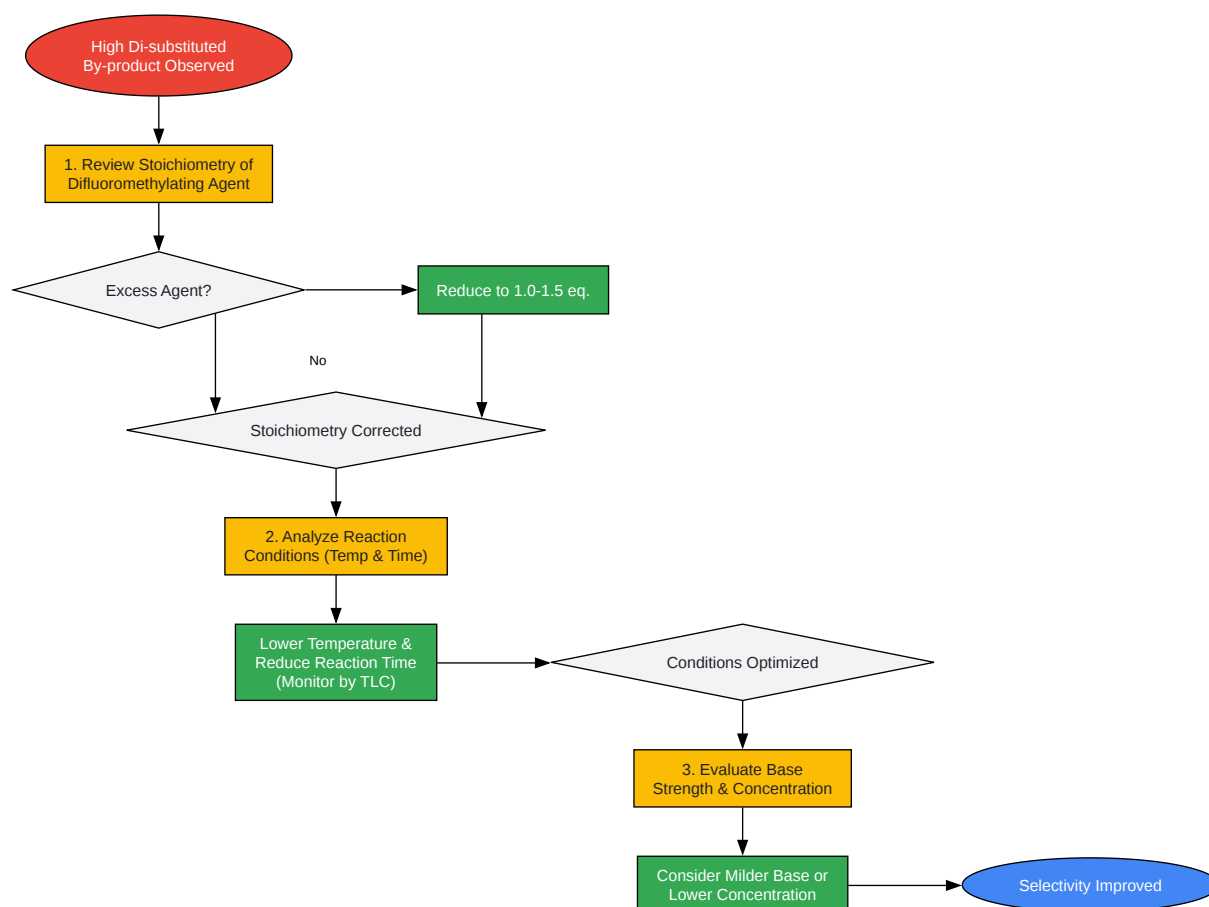 High Di-substituted
By-product Observed
1. Review Stoichiometry of
Difluoromethylating Agent
Excess Agent?
Reduce to 1.0-1.5 eq.
No
Stoichiometry Corrected
2. Analyze Reaction
Conditions (Temp & Time)
Lower Temperature &
Reduce Reaction Time
(Monitor by TLC)
Conditions Optimized
3. Evaluate Base
Strength & Concentration
Consider Milder Base or
Lower Concentration
Selectivity Improved